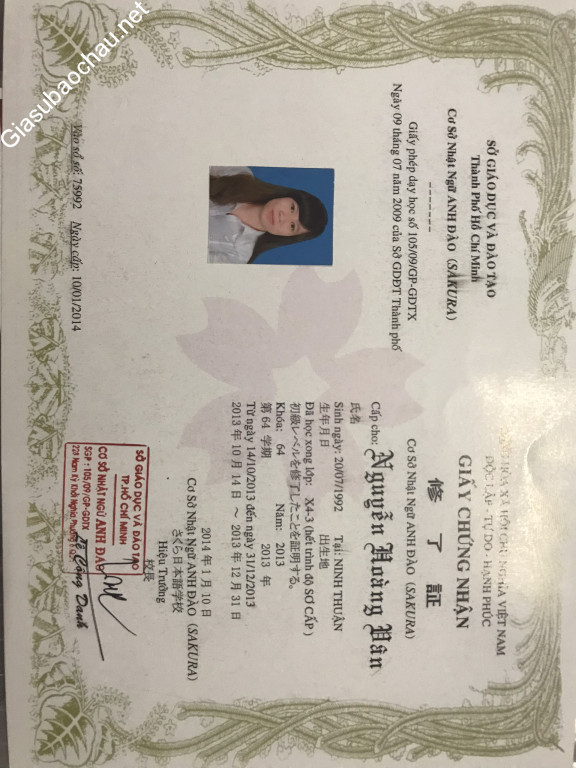 SỞ GIÁO DỤC VÀ ĐÀO TẠO
Thành Phố Hồ Chí Minh
Cơ Sở Nhật Ngữ ANH ĐÀO (SAKURA)
-------
Giấy phép dạy học số 105/09/GP-GDTX
Ngày 09 tháng 07 năm 2009 của Sở GDĐT Thành phố
HÒA XÃ HỘI CHỦ NGHĨA VIỆT NAM
ĐỘC LẬP - TỰ DO - HẠNH PHÚC
GIẤY CHỨNG NHẬN
修了証
Cơ Sở Nhật Ngữ ANH ĐÀO (SAKURA)
Cấp cho: Nguyễn Hoàng Vân
氏名
Sinh ngày: 20/07/1992 Tại: NINH THUẬN
生年月日 出生地
Đã học xong lớp: X4-3 (hết trình độ SƠ CẤP)
初級レベルを修了したことを証明する。
Khóa: 64 Năm: 2013
第 64 学期 2013 年
Từ ngày 14/10/2013 đến ngày 31/12/2013
2013 年 10 月 14 日 ～ 2013 年 12 月 31 日
2014 年 1 月 10 日
Cơ Sở Nhật Ngữ ANH ĐÀO (SAKURA)
さくら日本語学校
Hiệu Trưởng
校長
SỞ GIÁO DỤC VÀ ĐÀO TẠO
TP.HỒ CHÍ MINH
CƠ SỞ NHẬT NGỮ ANH ĐÀO
SGP: 105/09/GP-GDTX
Nam Kỳ Khởi Nghĩa
Lê Công Danh
Vào sổ số: 75992 Ngày cấp: 10/01/2014
Giasubaochau.net